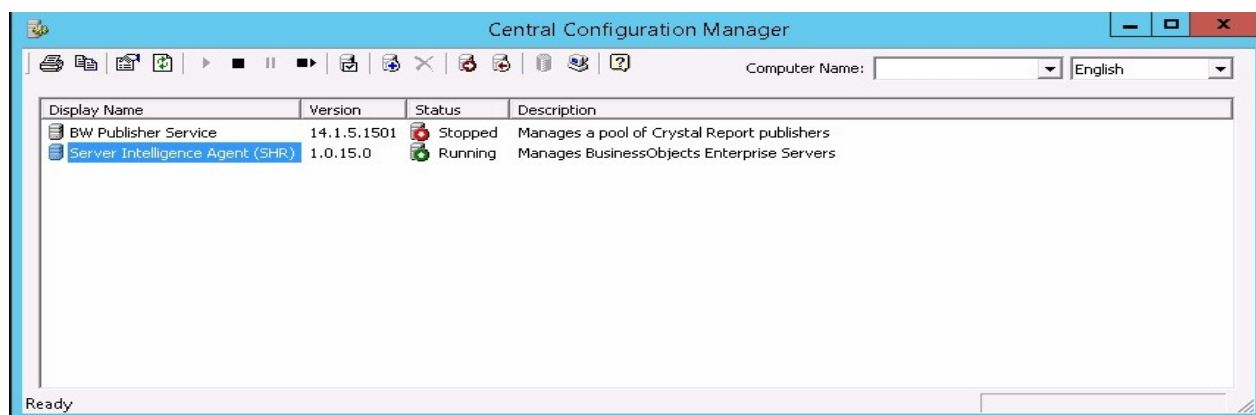 Central Configuration Manager
Computer Name: English
Display Name Version Status Description
BW Publisher Service 14.1.5.1501 Stopped Manages a pool of Crystal Report publishers
Server Intelligence Agent (SHR) 1.0.15.0 Running Manages BusinessObjects Enterprise Servers
Ready